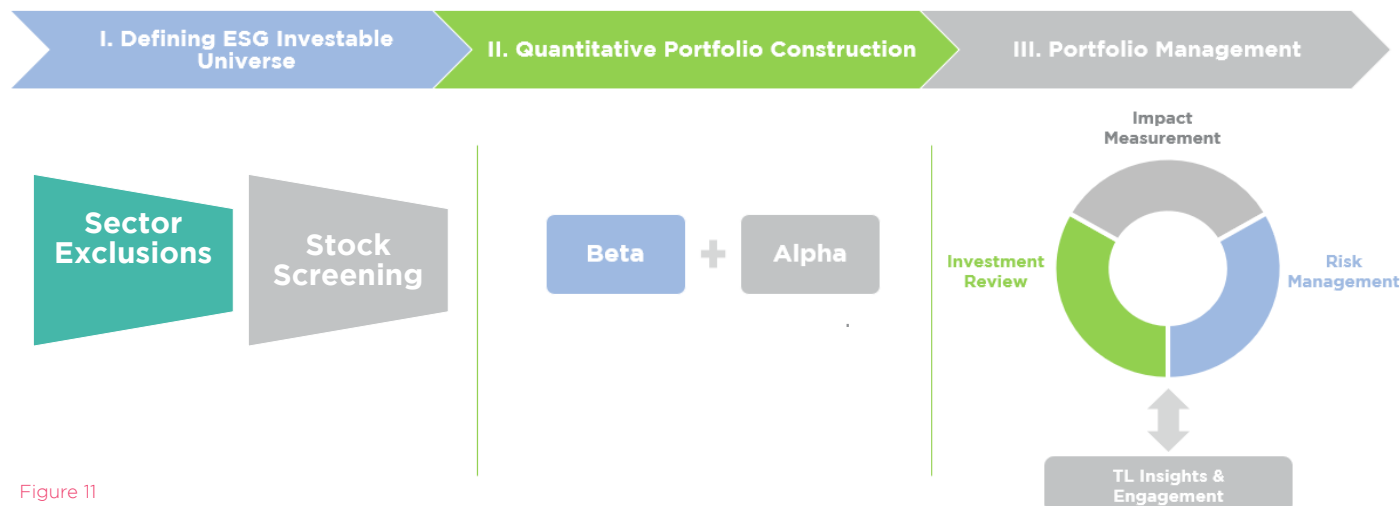 I. Defining ESG Investable
Universe
II. Quantitative Portfolio Construction
III. Portfolio Management
Sector
Exclusions
Stock
Screening
Beta
Alpha
.
Impact
Measurement
Investment
Review
Risk
Management
TL Insights &
Engagement
Figure 11